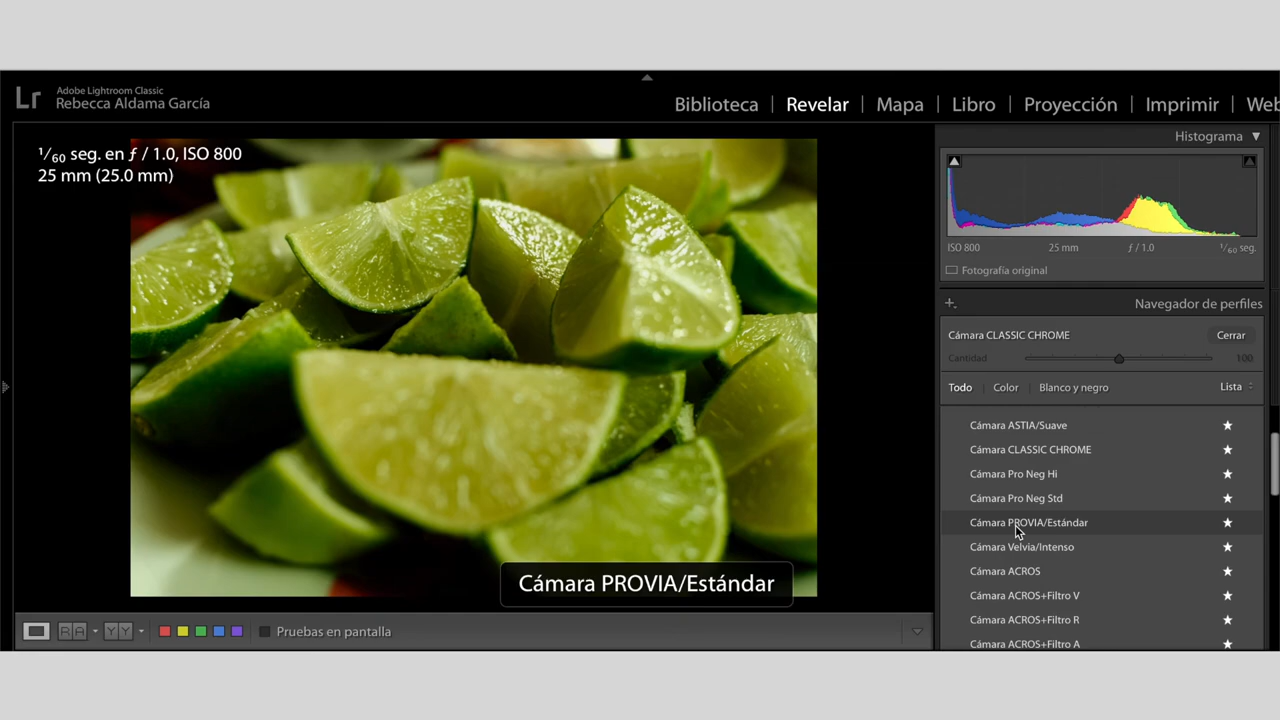 Lr
Adobe Lightroom Classic
Rebecca Aldama García
Biblioteca | Revelar | Mapa | Libro | Proyección | Imprimir | Web
1/60 seg. en ƒ / 1.0, ISO 800
25 mm (25.0 mm)
Histograma
ISO 800 25 mm ƒ / 1.0 1/60 seg.
Fotografía original
Navegador de perfiles
Cámara CLASSIC CHROME Cerrar
Cantidad 100
Todo | Color | Blanco y negro Lista
Cámara ASTIA/Suave
Cámara CLASSIC CHROME
Cámara Pro Neg Hi
Cámara Pro Neg Std
Cámara PROVIA/Estándar
Cámara Velvia/Intenso
Cámara ACROS
Cámara ACROS+Filtro V
Cámara ACROS+Filtro R
Cámara ACROS+Filtro A
Cámara PROVIA/Estándar
RA YY Pruebas en pantalla